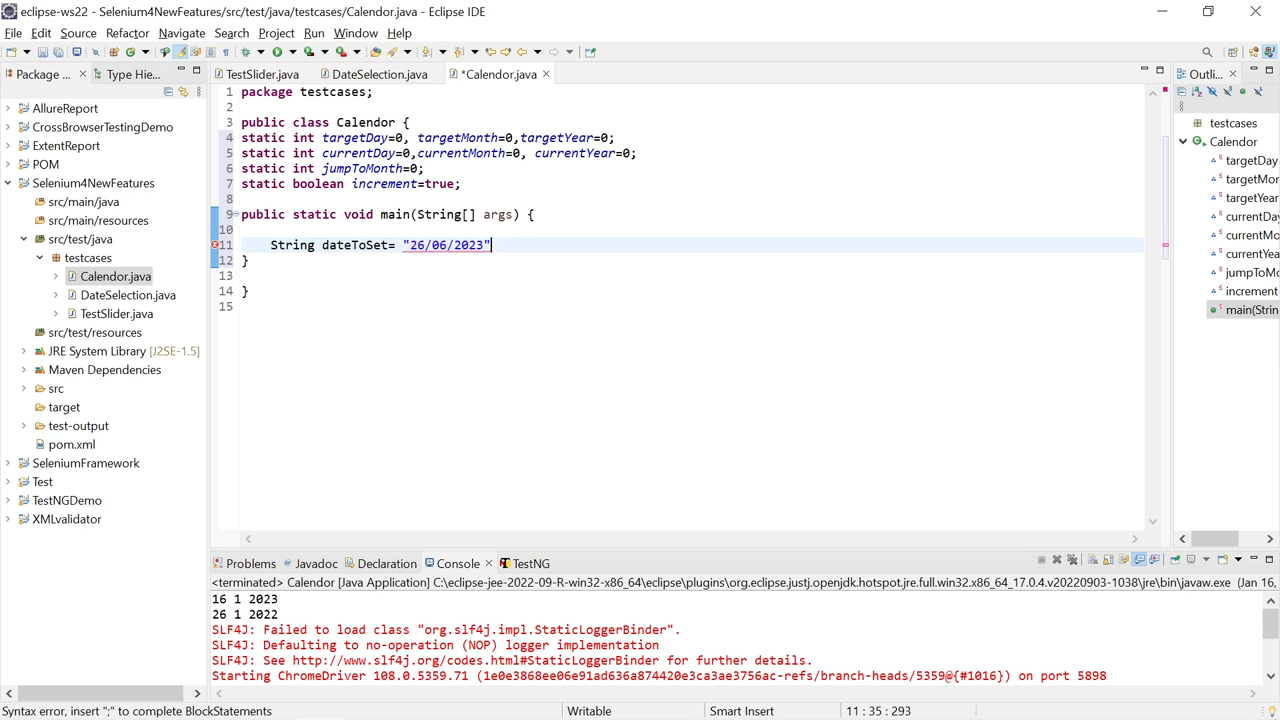 eclipse-ws22 - Selenium4NewFeatures/src/test/java/testcases/Calendor.java - Eclipse IDE
File Edit Source Refactor Navigate Search Project Run Window Help
Package ... Type Hie...
TestSlider.java DateSelection.java *Calendor.java
Outli...
AllureReport
CrossBrowserTestingDemo
ExtentReport
POM
Selenium4NewFeatures
src/main/java
src/main/resources
src/test/java
testcases
Calendor.java
DateSelection.java
TestSlider.java
src/test/resources
JRE System Library [J2SE-1.5]
Maven Dependencies
src
target
test-output
pom.xml
SeleniumFramework
Test
TestNGDemo
XMLvalidator
1 package testcases;
2
3 public class Calendor {
4 static int targetDay=0, targetMonth=0,targetYear=0;
5 static int currentDay=0,currentMonth=0, currentYear=0;
6 static int jumpToMonth=0;
7 static boolean increment=true;
8
9 public static void main(String[] args) {
10
11 String dateToSet= "26/06/2023"
12 }
13
14 }
15
testcases
Calendor
targetDay
targetMon
targetYear
currentDay
currentMo
currentYea
jumpToMo
increment
main(Strin
Problems Javadoc Declaration Console TestNG
<terminated> Calendor [Java Application] C:\eclipse-jee-2022-09-R-win32-x86_64\eclipse\plugins\org.eclipse.justj.openjdk.hotspot.jre.full.win32.x86_64_17.0.4.v20220903-1038\jre\bin\javaw.exe (Jan 16,
16 1 2023
26 1 2022
SLF4J: Failed to load class "org.slf4j.impl.StaticLoggerBinder".
SLF4J: Defaulting to no-operation (NOP) logger implementation
SLF4J: See http://www.slf4j.org/codes.html#StaticLoggerBinder for further details.
Starting ChromeDriver 108.0.5359.71 (1e0e3868ee06e91ad636a874420e3ca3ae3756ac-refs/branch-heads/5359@{#1016}) on port 5898
Syntax error, insert ";" to complete BlockStatements Writable Smart Insert 11 : 35 : 293